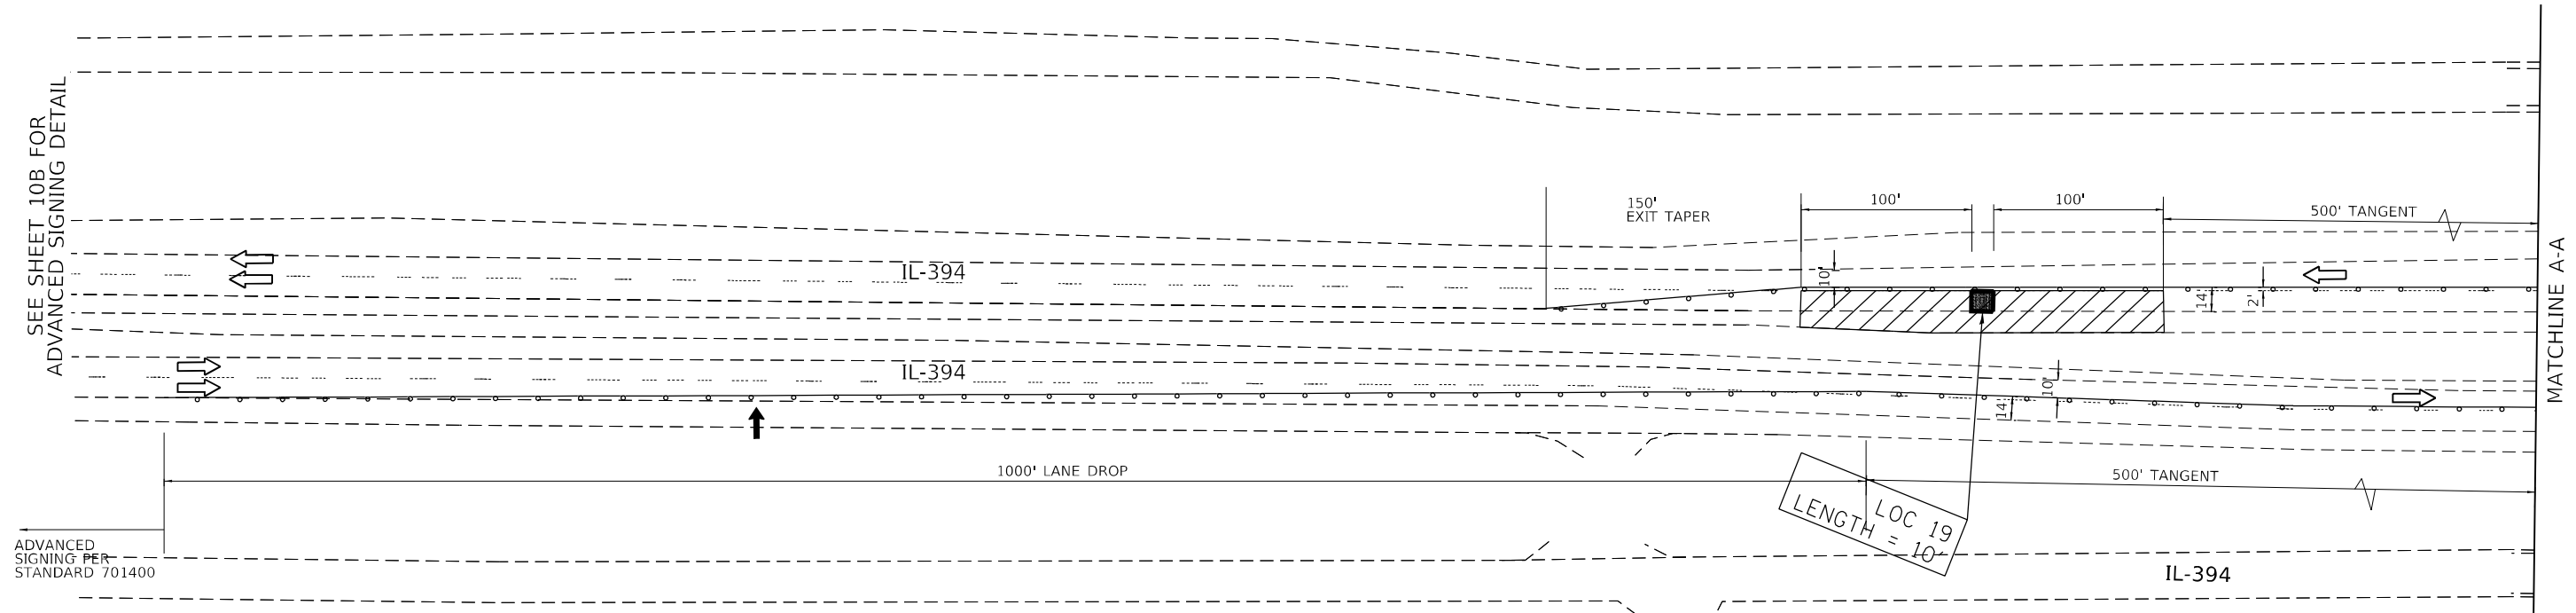 SEE SHEET 10B FOR
ADVANCED SIGNING DETAIL
150'
EXIT TAPER
100'
100'
500' TANGENT
IL-394
10'
14'
2'
MATCHLINE A-A
IL-394
10'
14'
1000' LANE DROP
500' TANGENT
LOC 19
LENGTH = 10'
ADVANCED
SIGNING PER
STANDARD 701400
IL-394